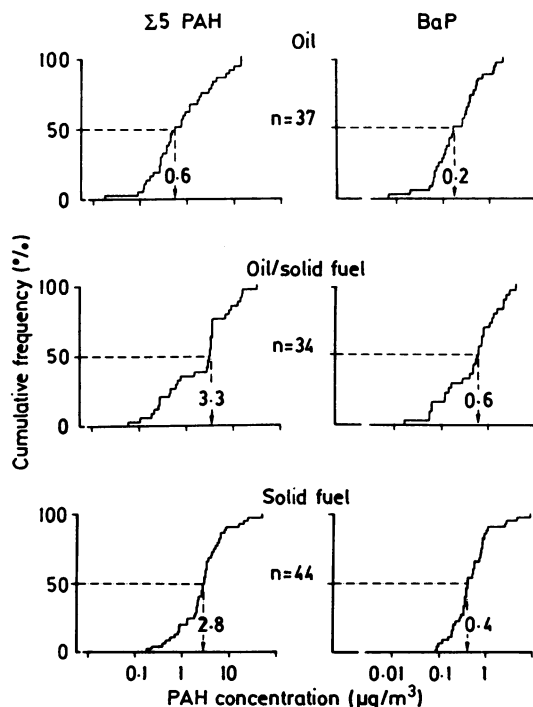 Σ5 PAH
BaP
Oil
100
50
0
0·6
n=37
0·2
Oil/solid fuel
100
50
0
3·3
n=34
0·6
Solid fuel
100
50
0
2·8
n=44
0·4
0·1 1 10
0·01 0·1 1
Cumulative frequency (°/•)
PAH concentration (μg/m³)